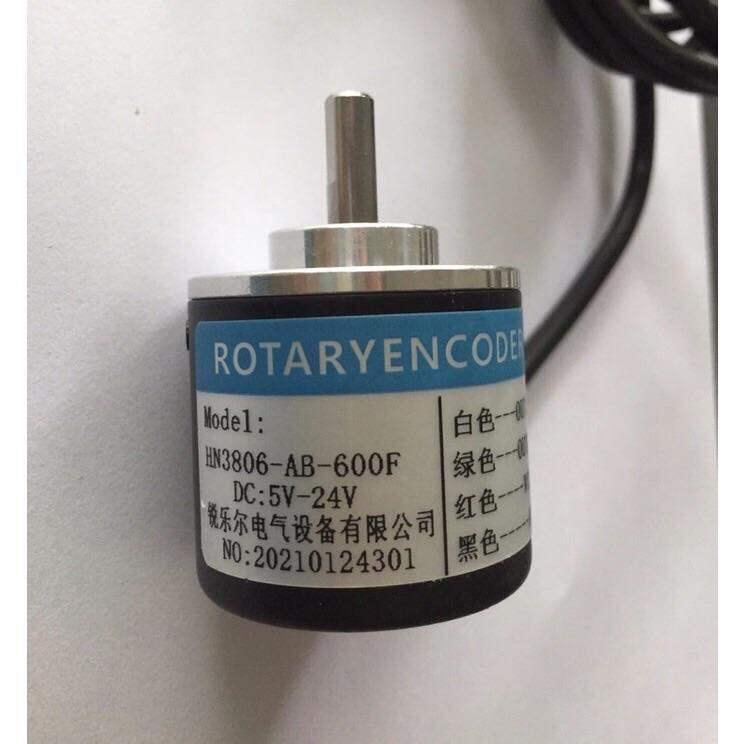 ROTARYENCODER
Model:
HN3806-AB-600F
DC:5V-24V
锐乐尔电气设备有限公司
NO:20210124301
白色---
绿色---
红色---
黑色---